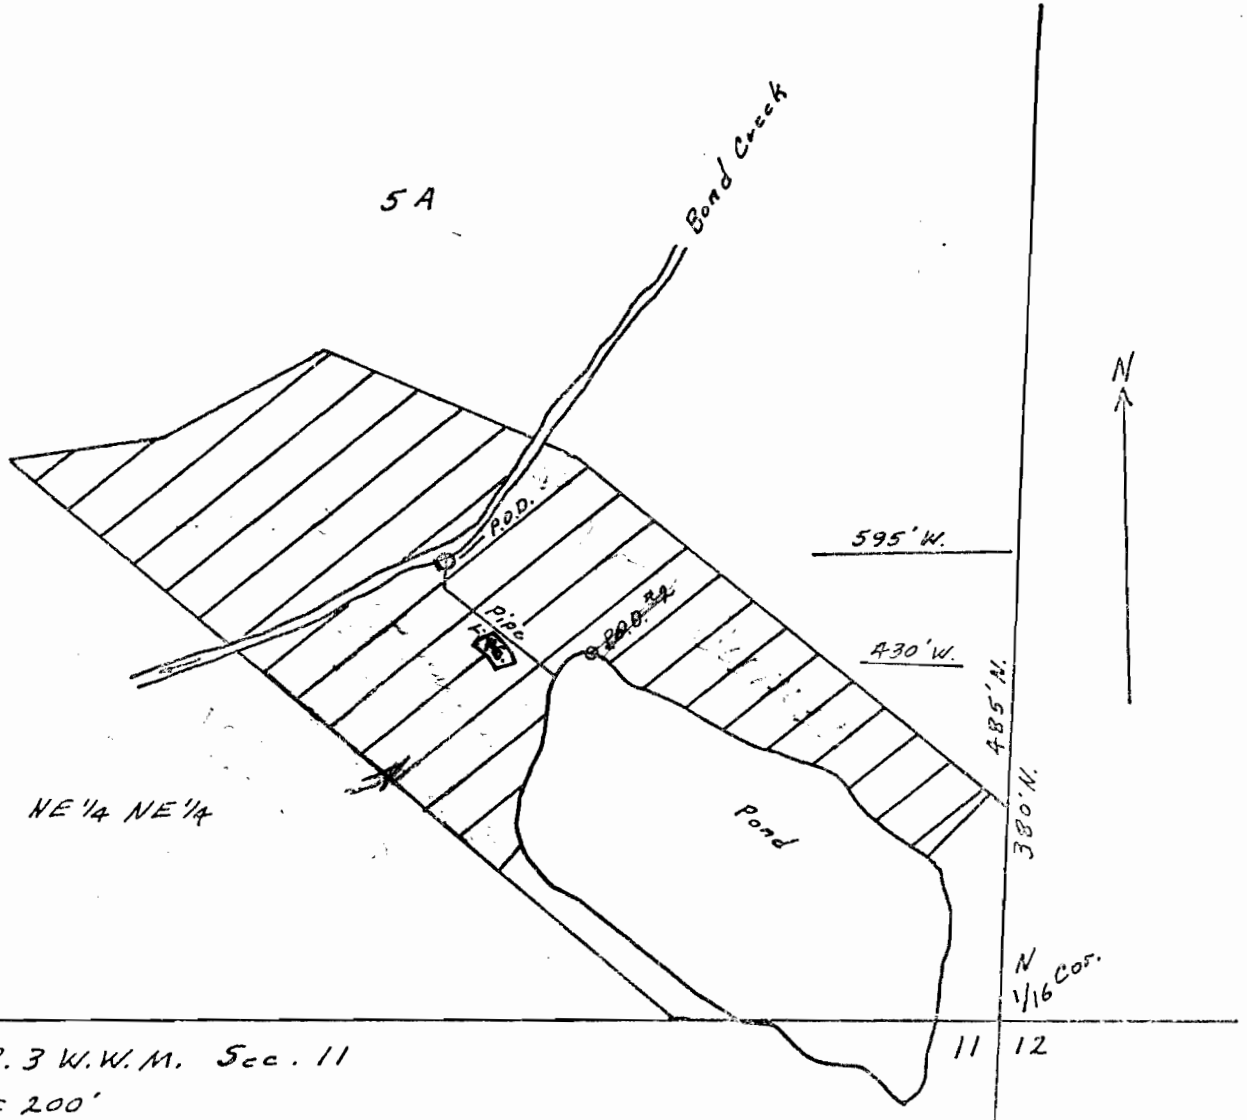 Bond Creek
5 A
N
P.O.D.
595' W.
P.O.D. #2
Pipe
430' W.
485' N.
380' N.
NE 1/4 NE 1/4
Pond
N
1/16 Cor.
11 12
. 3 W. W.M. Sec. 11
= 200'